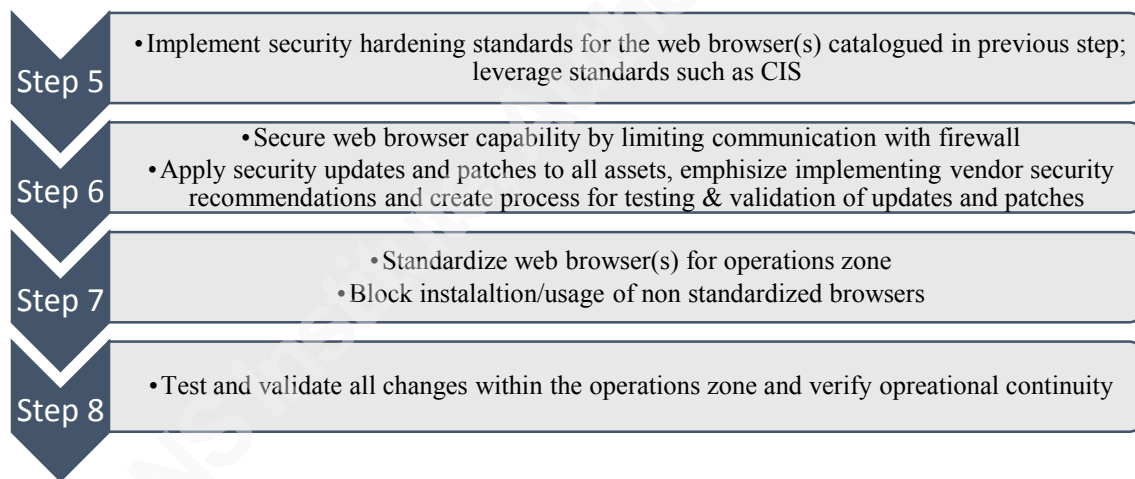 Step 5
•Implement security hardening standards for the web browser(s) catalogued in previous step;
leverage standards such as CIS
Step 6
•Secure web browser capability by limiting communication with firewall
•Apply security updates and patches to all assets, emphisize implementing vendor security
recommendations and create process for testing & validation of updates and patches
Step 7
•Standardize web browser(s) for operations zone
•Block instalaltion/usage of non standardized browsers
Step 8
•Test and validate all changes within the operations zone and verify opreational continuity